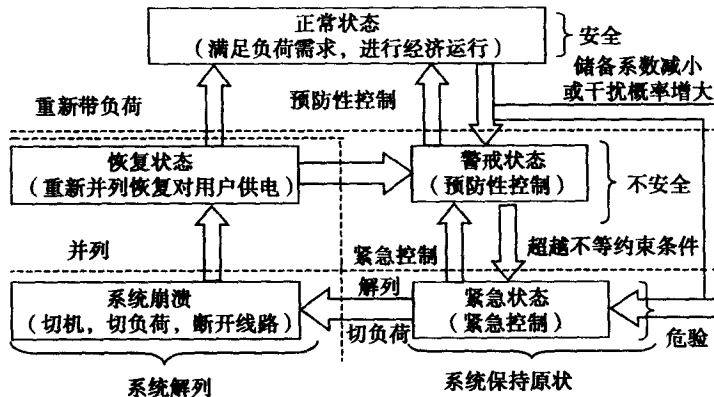 正常状态
（满足负荷需求，进行经济运行）
安全
储备系数减小
或干扰概率增大
重新带负荷
预防性控制
恢复状态
（重新并列恢复对用户供电）
警戒状态
（预防性控制）
不安全
并列
紧急控制
超越不等约束条件
系统崩溃
（切机，切负荷，断开线路）
解列
切负荷
紧急状态
（紧急控制）
危验
系统解列
系统保持原状